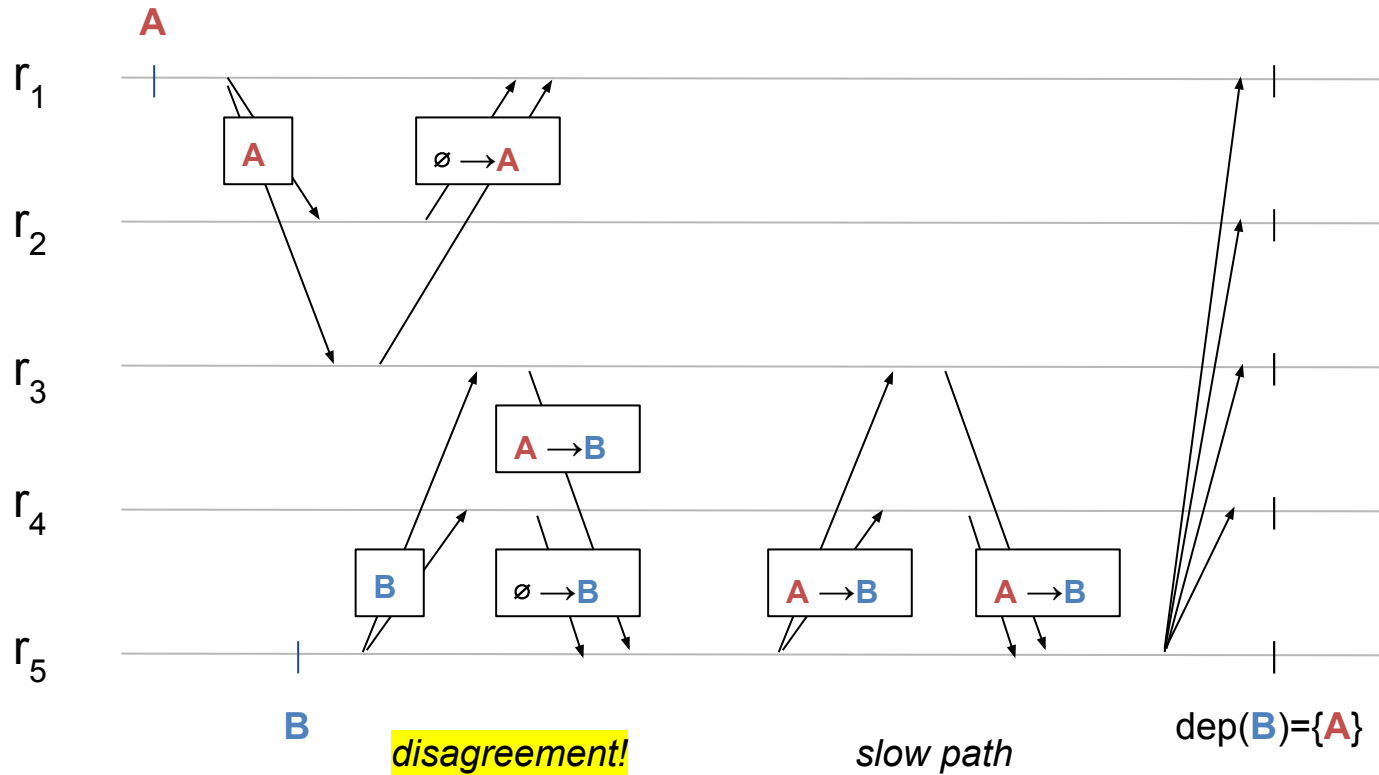 A
r1
A
∅ →A
r2
r3
A →B
r4
B
∅ →B
A →B
A →B
r5
B
dep(B)={A}
disagreement!
slow path